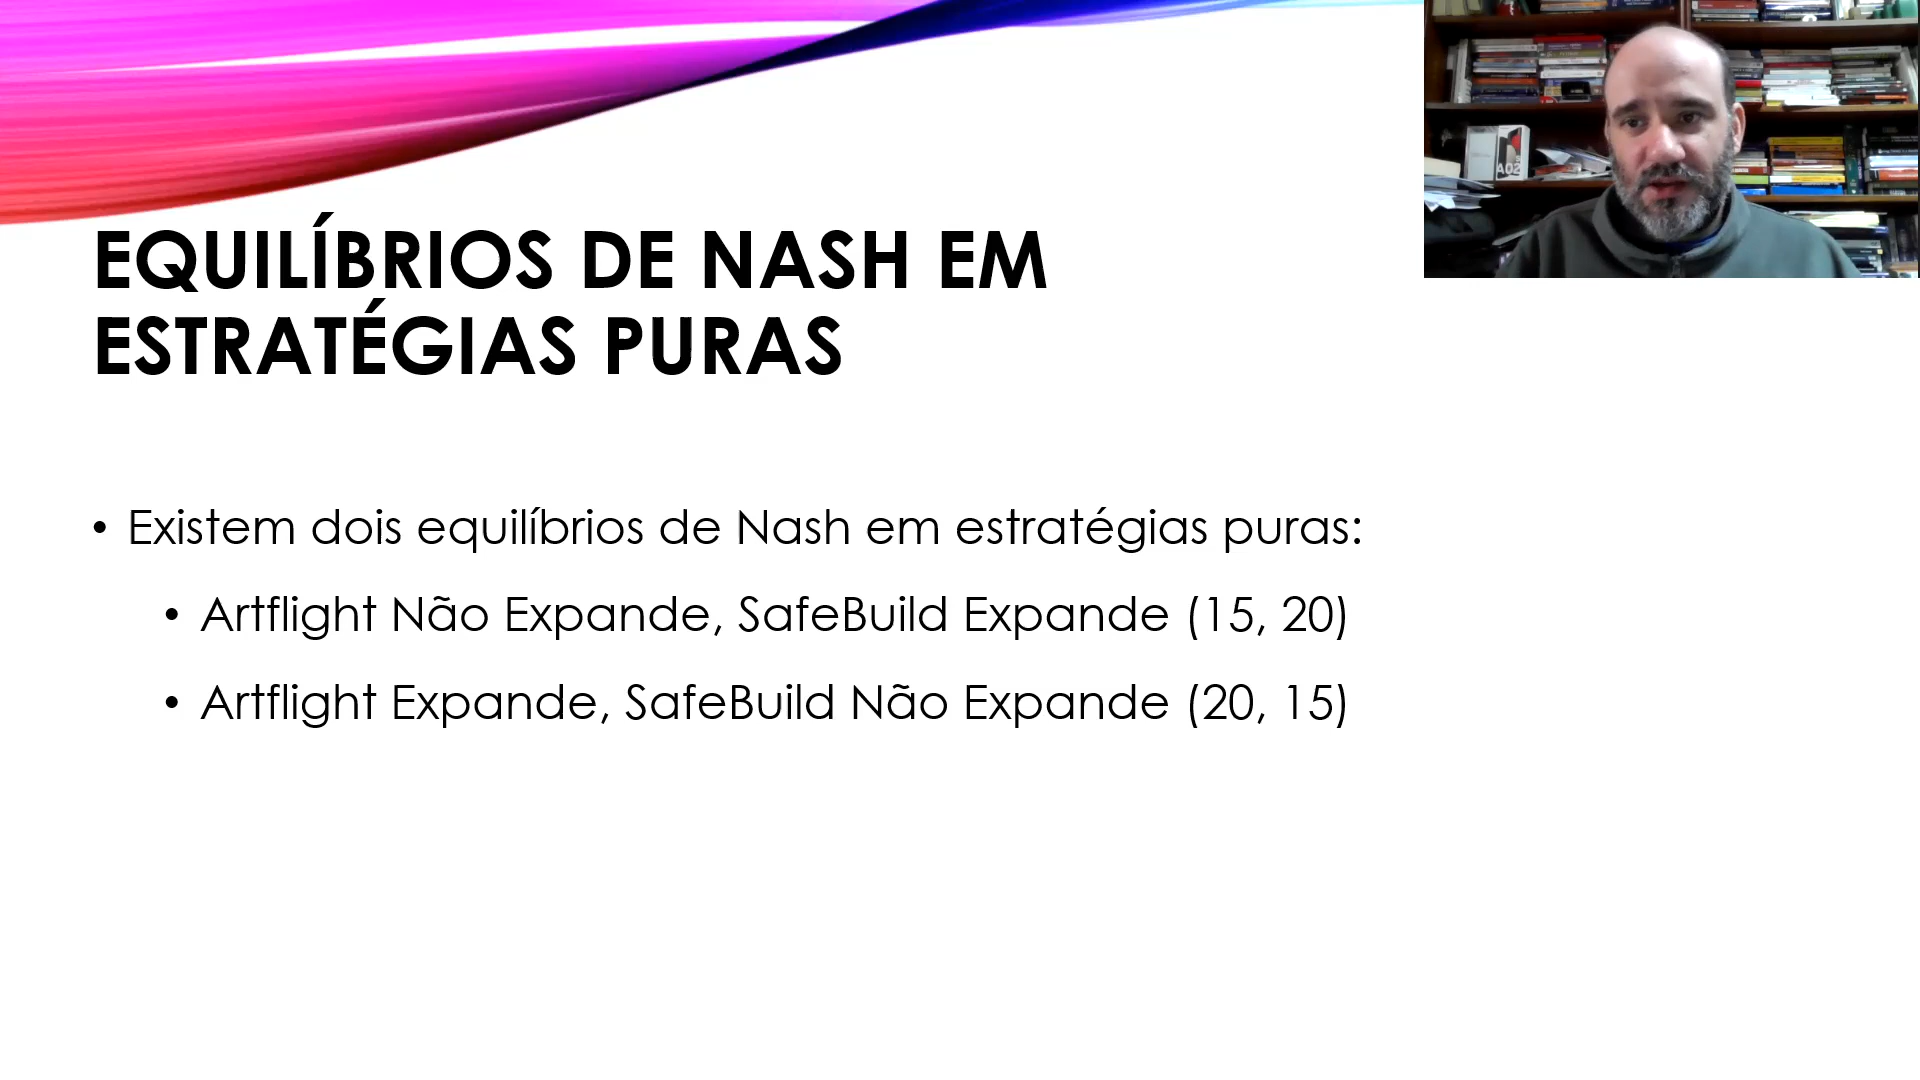 EQUILÍBRIOS DE NASH EM
ESTRATÉGIAS PURAS
• Existem dois equilíbrios de Nash em estratégias puras:
• Artflight Não Expande, SafeBuild Expande (15, 20)
• Artflight Expande, SafeBuild Não Expande (20, 15)
A02